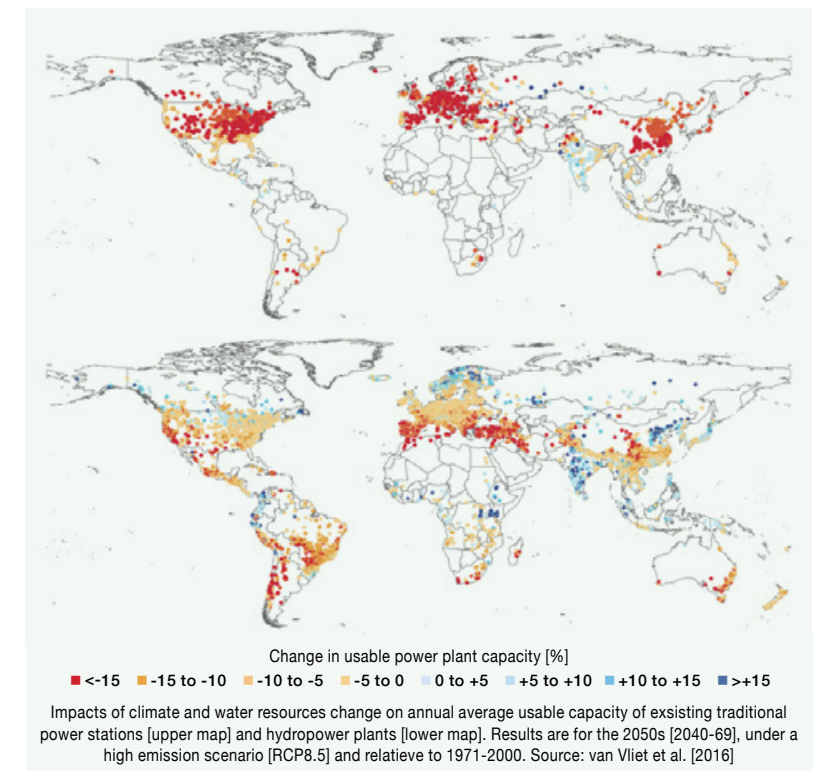 Change in usable power plant capacity [%]
<-15 -15 to -10 -10 to -5 -5 to 0 0 to +5 +5 to +10 +10 to +15 >+15
Impacts of climate and water resources change on annual average usable capacity of exsisting traditional
power stations [upper map] and hydropower plants [lower map]. Results are for the 2050s [2040-69], under a
high emission scenario [RCP8.5] and relatieve to 1971-2000. Source: van Vliet et al. [2016]